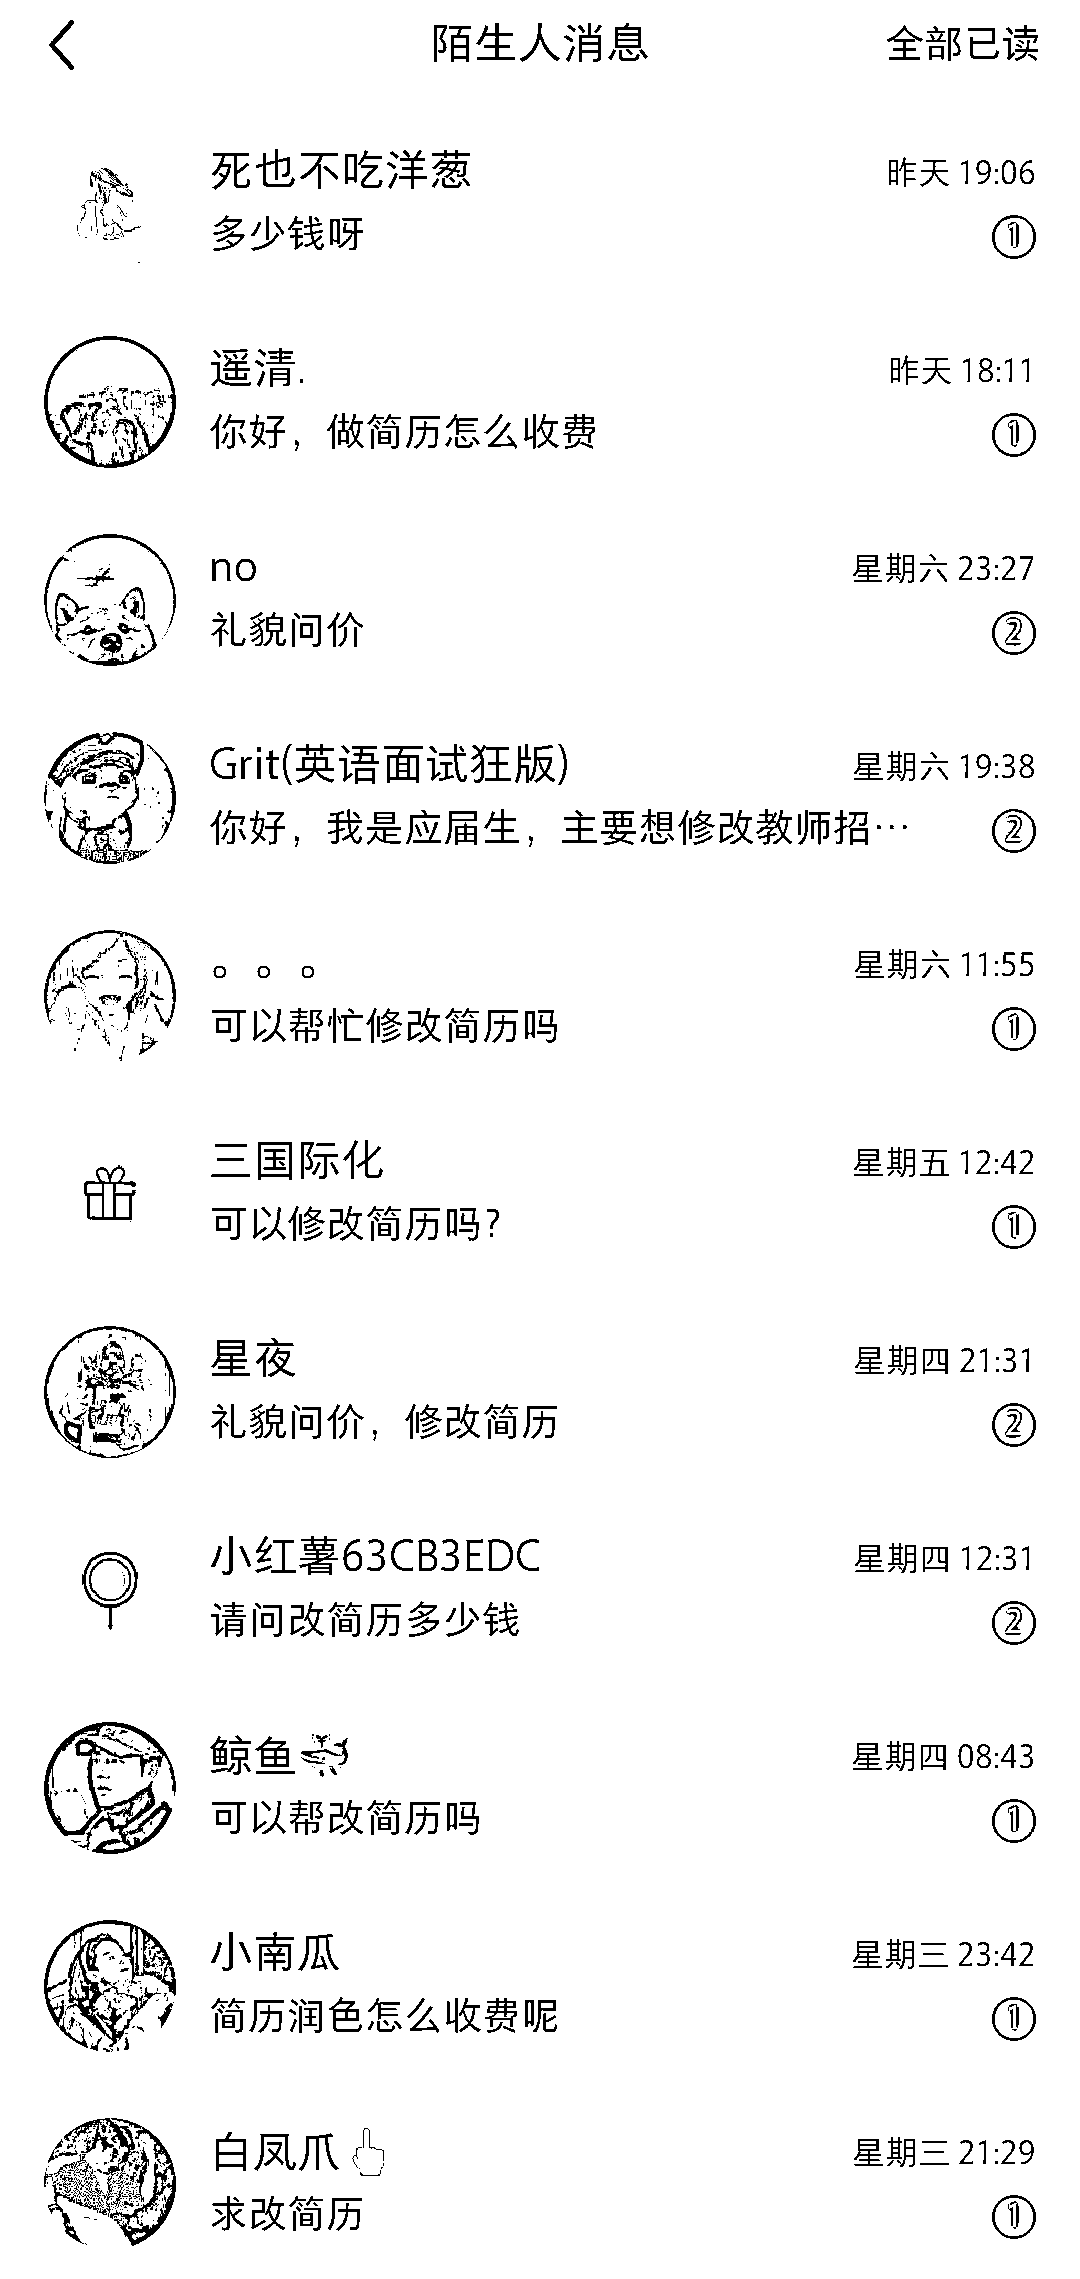 陌生人消息 全部已读
死也不吃洋葱 昨天 19:06
多少钱呀 1
遥清. 昨天 18:11
你好，做简历怎么收费 1
no 星期六 23:27
礼貌问价 2
Grit(英语面试狂版) 星期六 19:38
你好，我是应届生，主要想修改教师招… 2
。。。 星期六 11:55
可以帮忙修改简历吗 1
三国际化 星期五 12:42
可以修改简历吗? 1
星夜 星期四 21:31
礼貌问价，修改简历 2
小红薯63CB3EDC 星期四 12:31
请问改简历多少钱 2
鲸鱼 星期四 08:43
可以帮改简历吗 1
小南瓜 星期三 23:42
简历润色怎么收费呢 1
白凤爪👆 星期三 21:29
求改简历 1